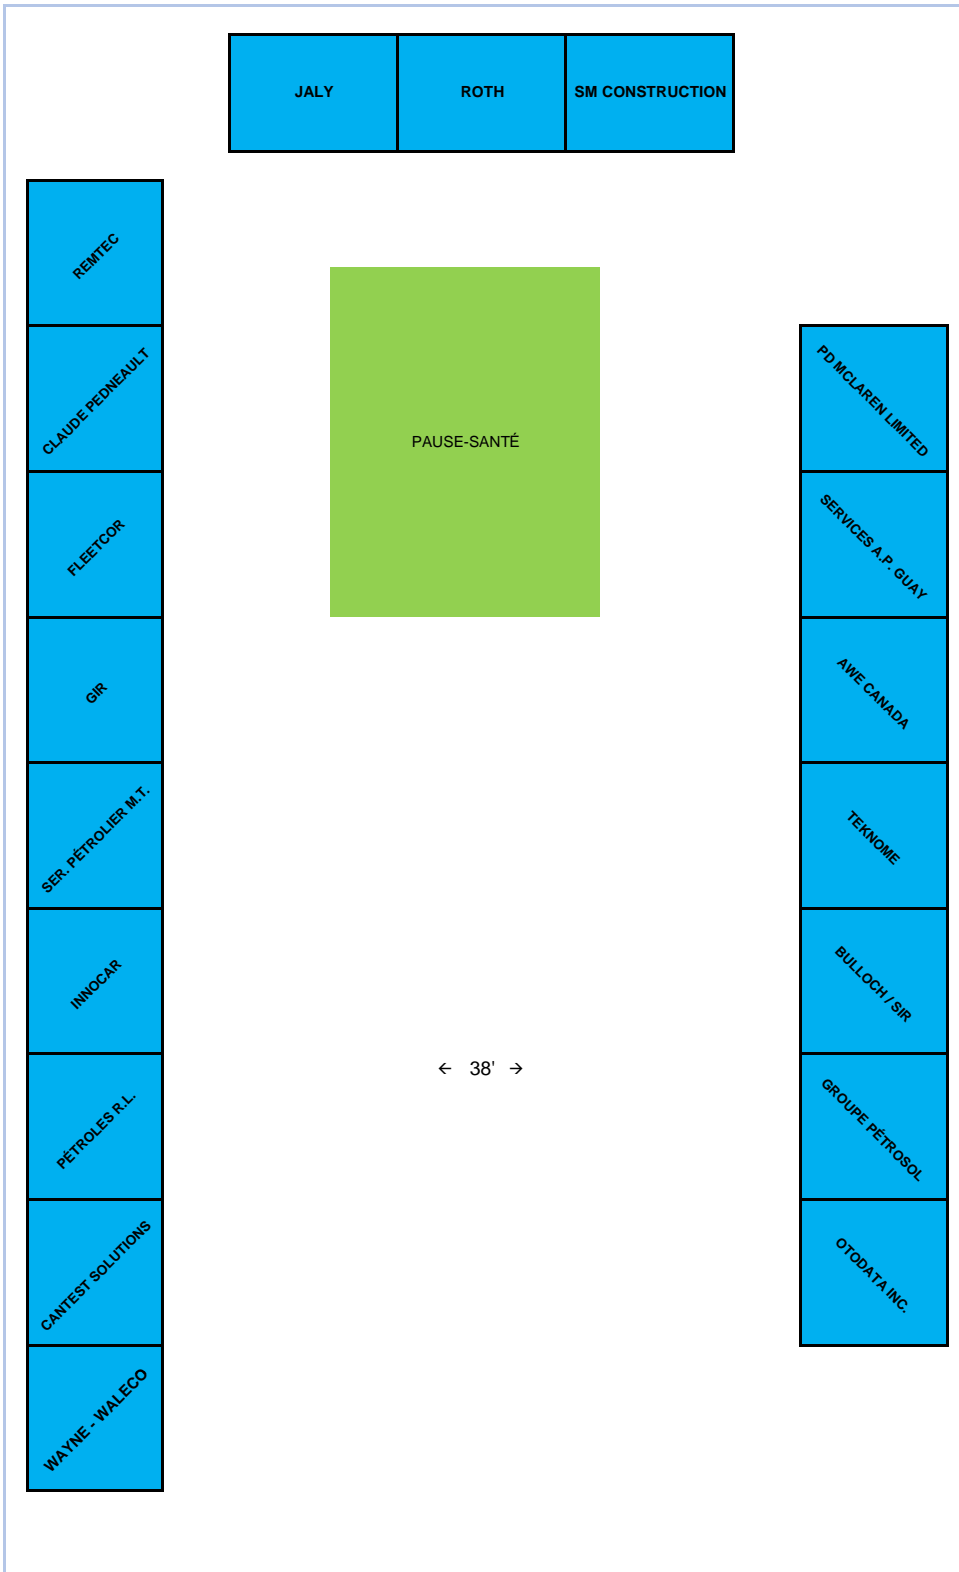 JALY
ROTH
SM CONSTRUCTION
REMTEC
CLAUDE PEDNEAULT
FLEETCOR
GIR
SER. PÉTROLIER M.T.
INNOCAR
PÉTROLES R.L.
CANTEST SOLUTIONS
WAYNE - WALECO
PAUSE-SANTÉ
← 38' →
PD MCLAREN LIMITED
SERVICES A.P. GUAY
AWE CANADA
TEKNOME
BULLOCH / SIR
GROUPE PÉTROSOL
OTODATA INC.